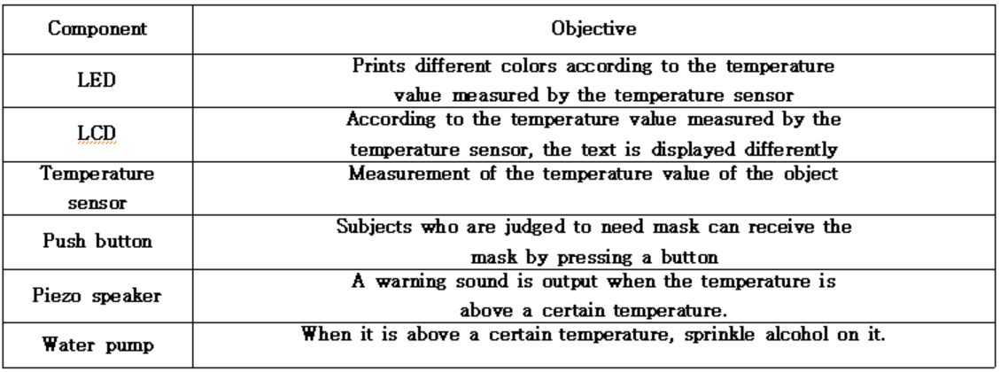 Component Objective
LED
Prints different colors according to the temperature
value measured by the temperature sensor
LCD
According to the temperature value measured by the
temperature sensor, the text is displayed differently
Temperature
sensor
Measurement of the temperature value of the object
Push button
Subjects who are judged to need mask can receive the
mask by pressing a button
Piezo speaker
A warning sound is output when the temperature is
above a certain temperature.
Water pump
When it is above a certain temperature, sprinkle alcohol on it.